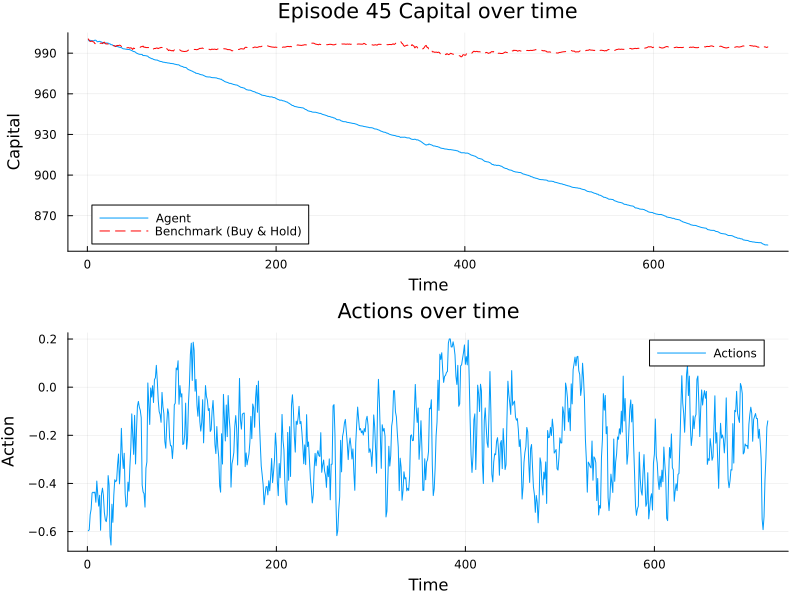 Episode 45 Capital over time
990
960
930
900
870
Capital
Agent
Benchmark (Buy & Hold)
0
200
400
600
Time
Actions over time
0.2
0.0
−0.2
−0.4
−0.6
Action
Actions
0
200
400
600
Time